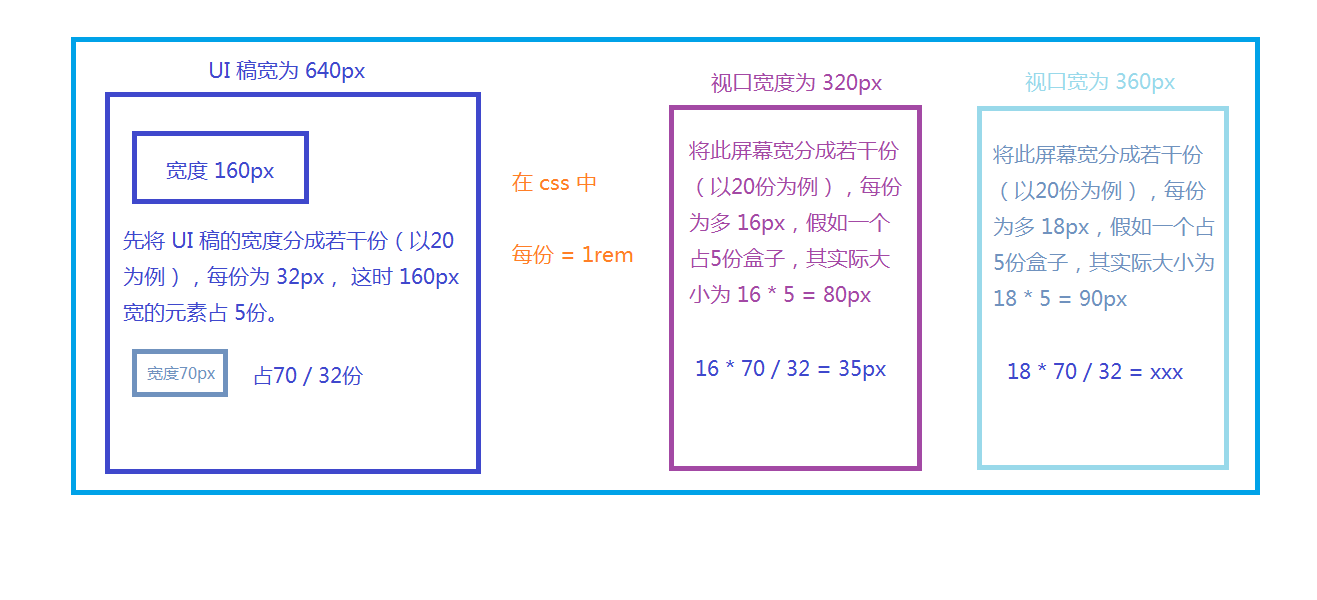 UI 稿宽为 640px
宽度 160px
先将 UI 稿的宽度分成若干份（以20
为例），每份为 32px， 这时 160px
宽的元素占 5份。
宽度70px
占70 / 32份
在 css 中
每份 = 1rem
视口宽度为 320px
将此屏幕宽分成若干份
（以20份为例），每份
为多 16px，假如一个
占5份盒子，其实际大
小为 16 * 5 = 80px
16 * 70 / 32 = 35px
视口宽为 360px
将此屏幕宽分成若干份
（以20份为例），每份
为多 18px，假如一个占
5份盒子，其实际大小为
18 * 5 = 90px
18 * 70 / 32 = xxx